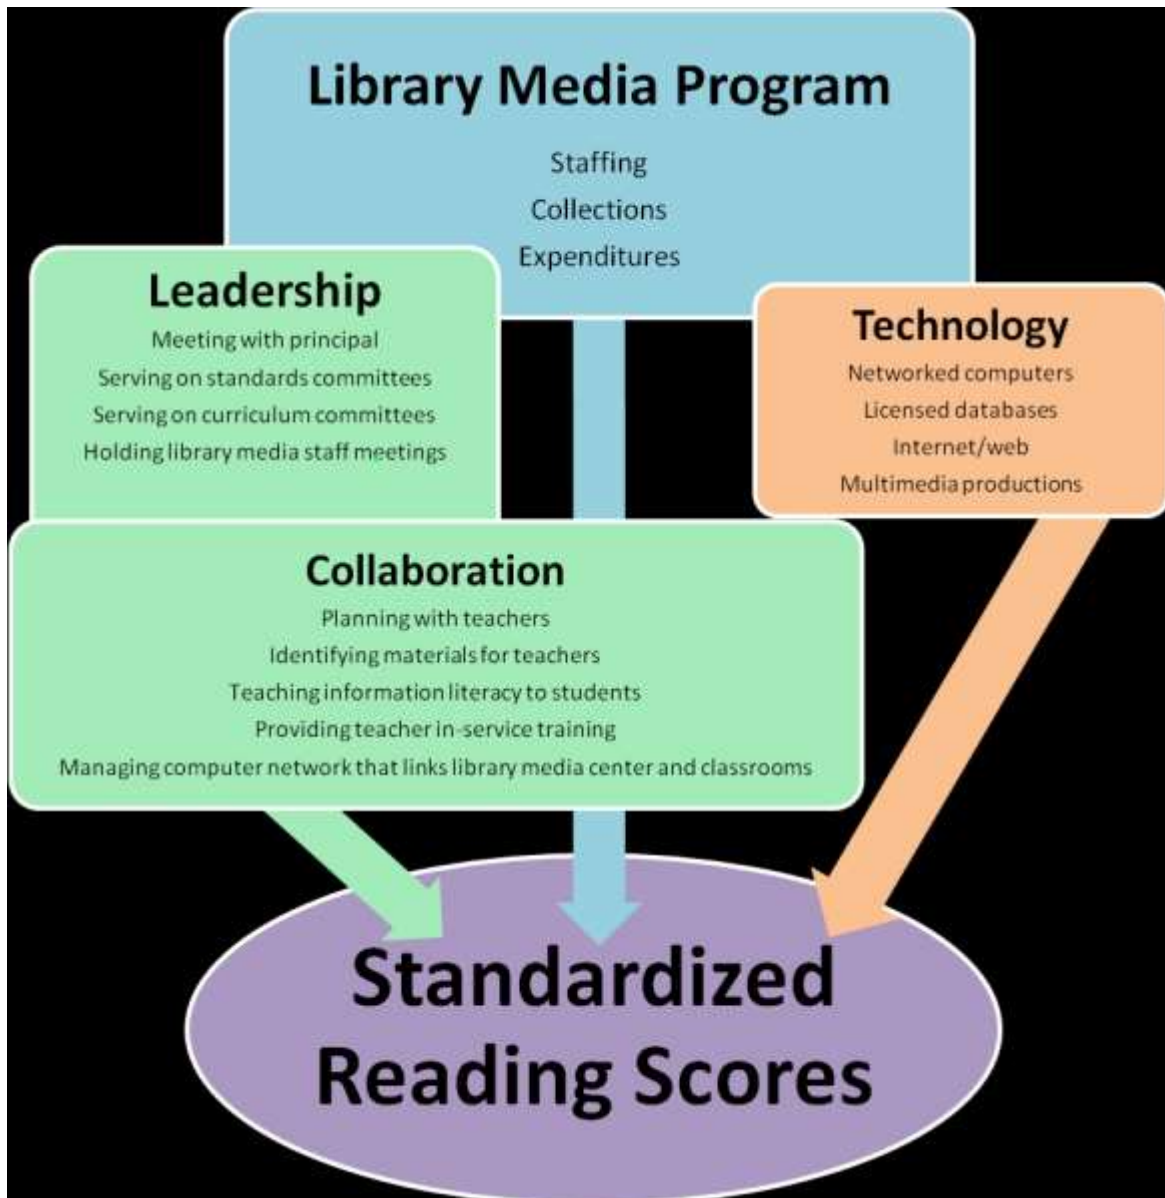 Library Media Program
Staffing
Collections
Expenditures
Leadership
Meeting with principal
Serving on standards committees
Serving on curriculum committees
Holding library media staff meetings
Technology
Networked computers
Licensed databases
Internet/web
Multimedia productions
Collaboration
Planning with teachers
Identifying materials for teachers
Teaching information literacy to students
Providing teacher in-service training
Managing computer network that links library media center and classrooms
Standardized
Reading Scores